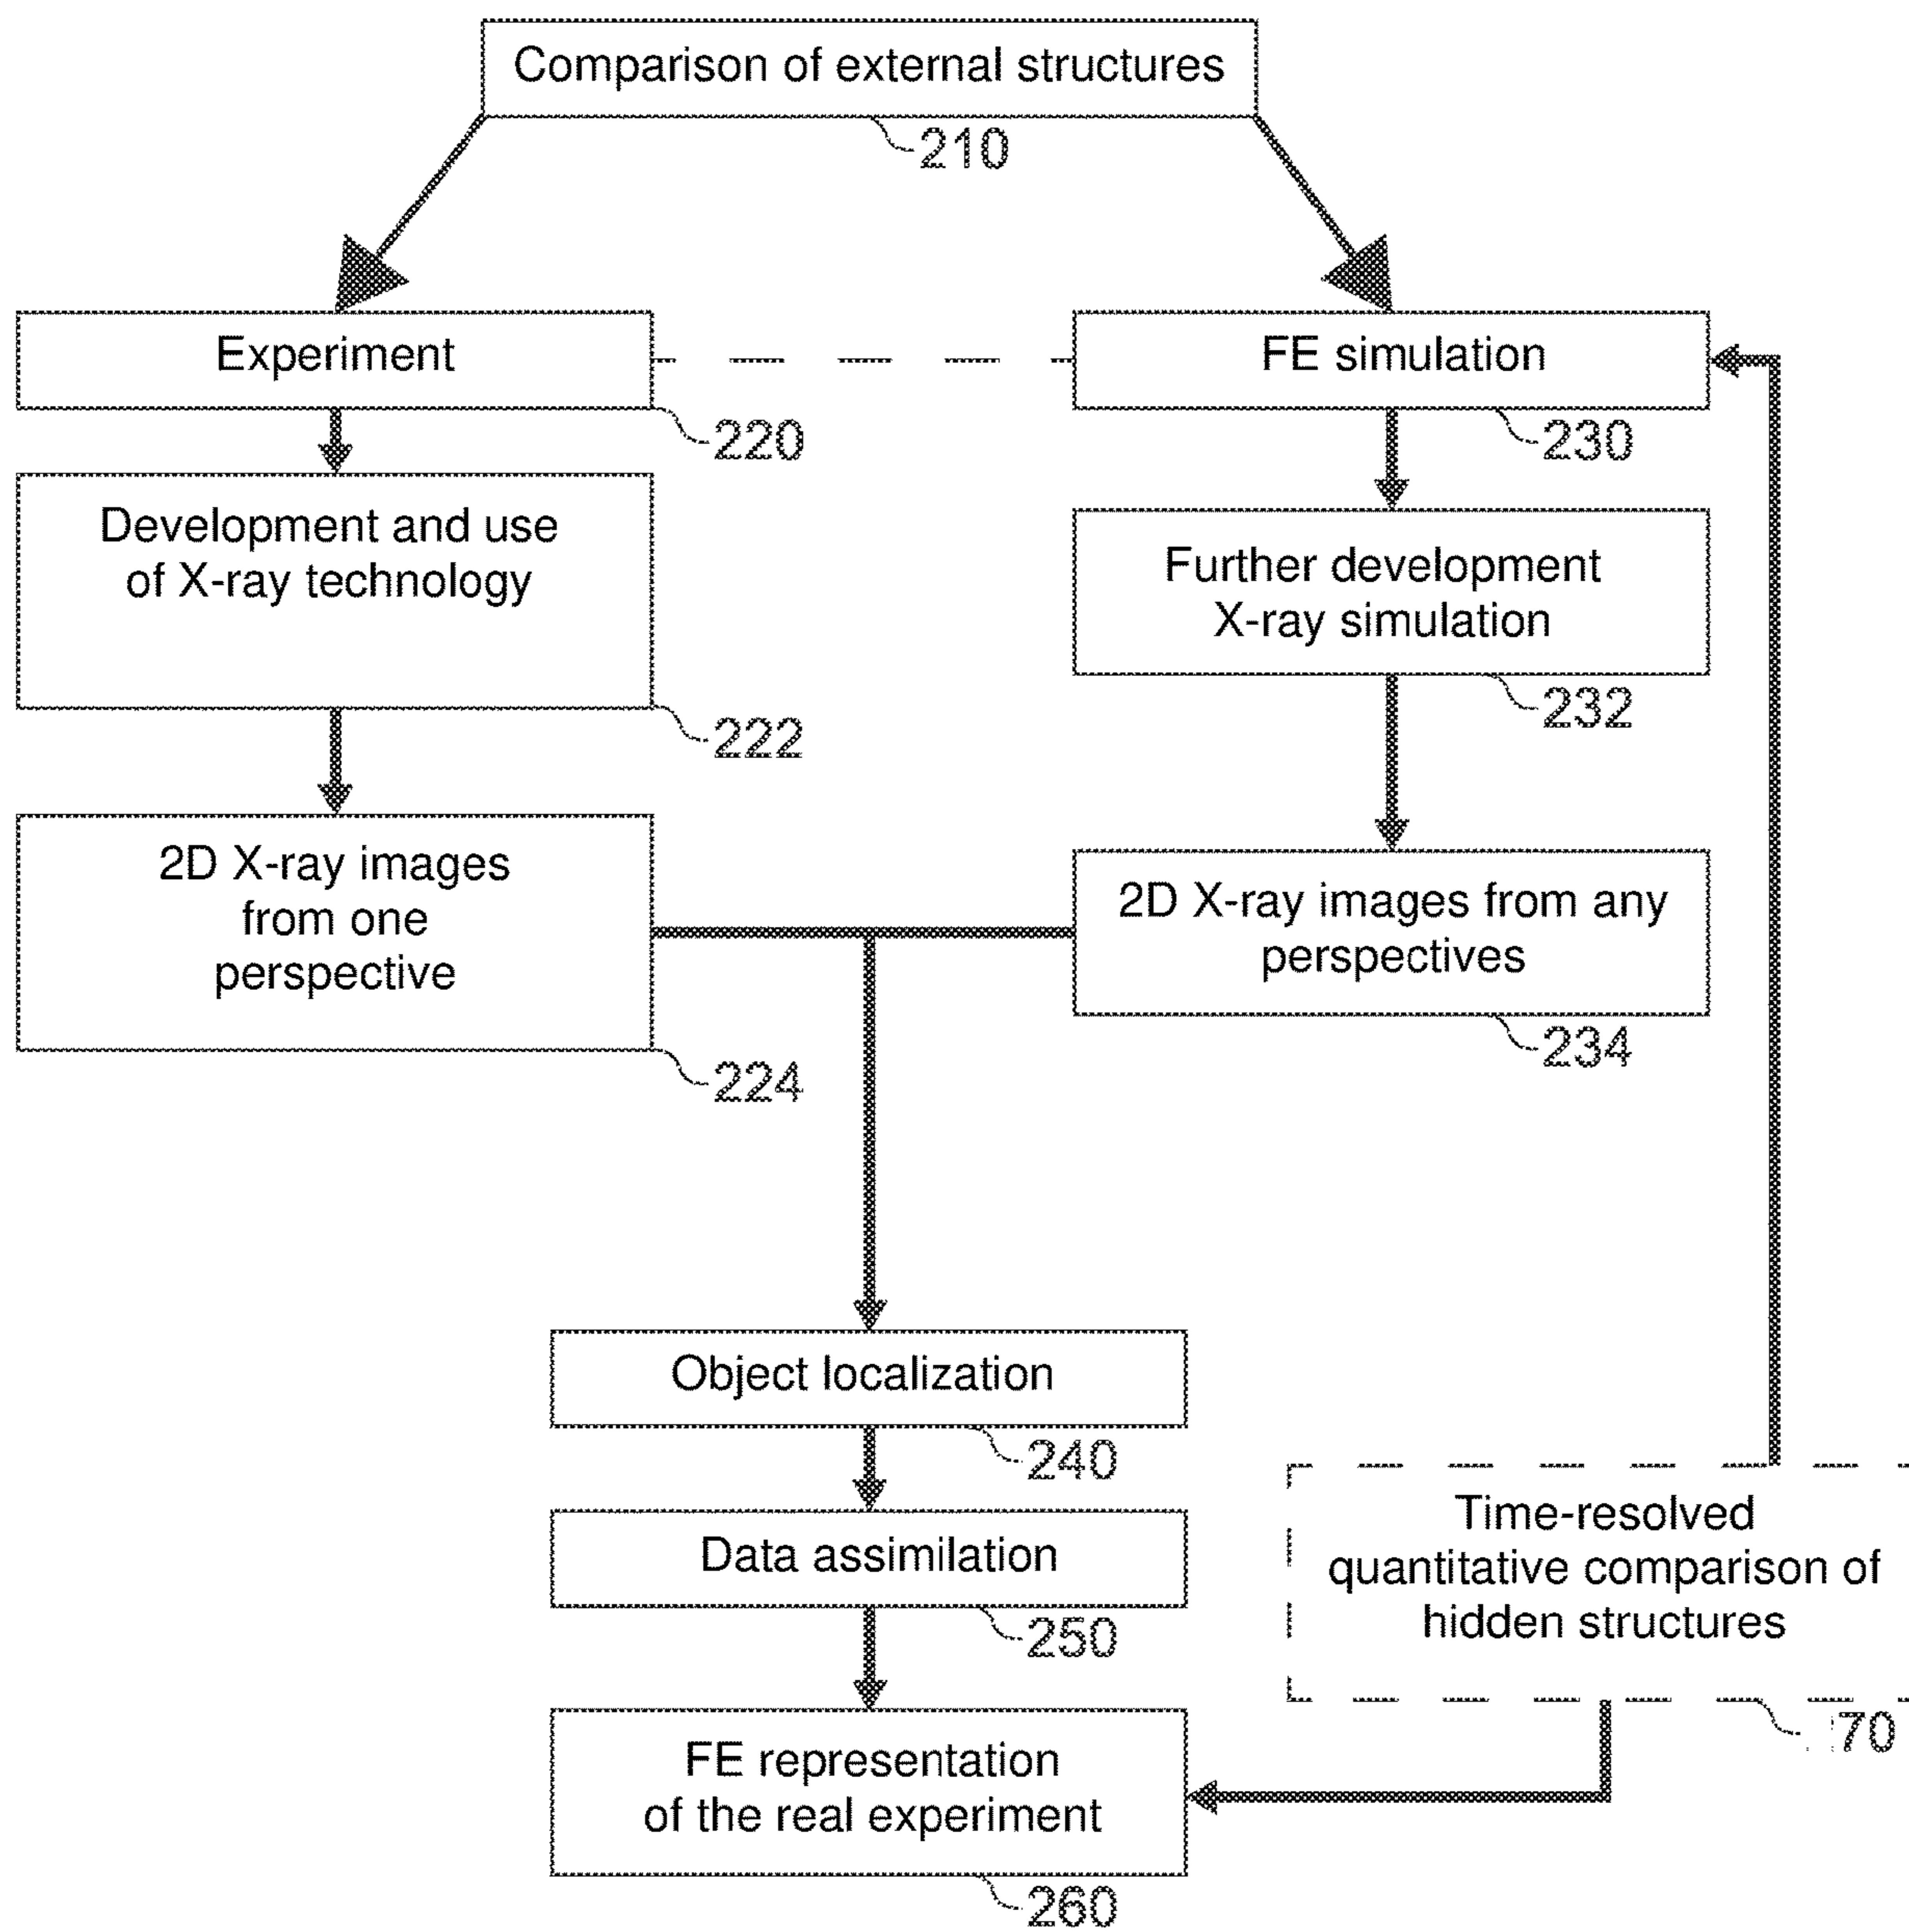 Comparison of external structures
210
Experiment
220
FE simulation
230
Development and use
of X-ray technology
222
Further development
X-ray simulation
232
2D X-ray images
from one
perspective
224
2D X-ray images from any
perspectives
234
Object localization
240
Data assimilation
250
Time-resolved
quantitative comparison of
hidden structures
70
FE representation
of the real experiment
260